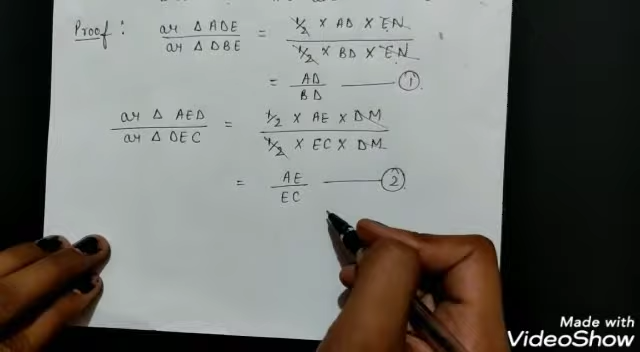 Proof : ar Δ ADE / ar Δ DBE = 1/2 × AD × EN / 1/2 × BD × EN
= AD / BD — ①
ar Δ AED / ar Δ DEC = 1/2 × AE × DM / 1/2 × EC × DM
= AE / EC — ②
Made with
VideoShow